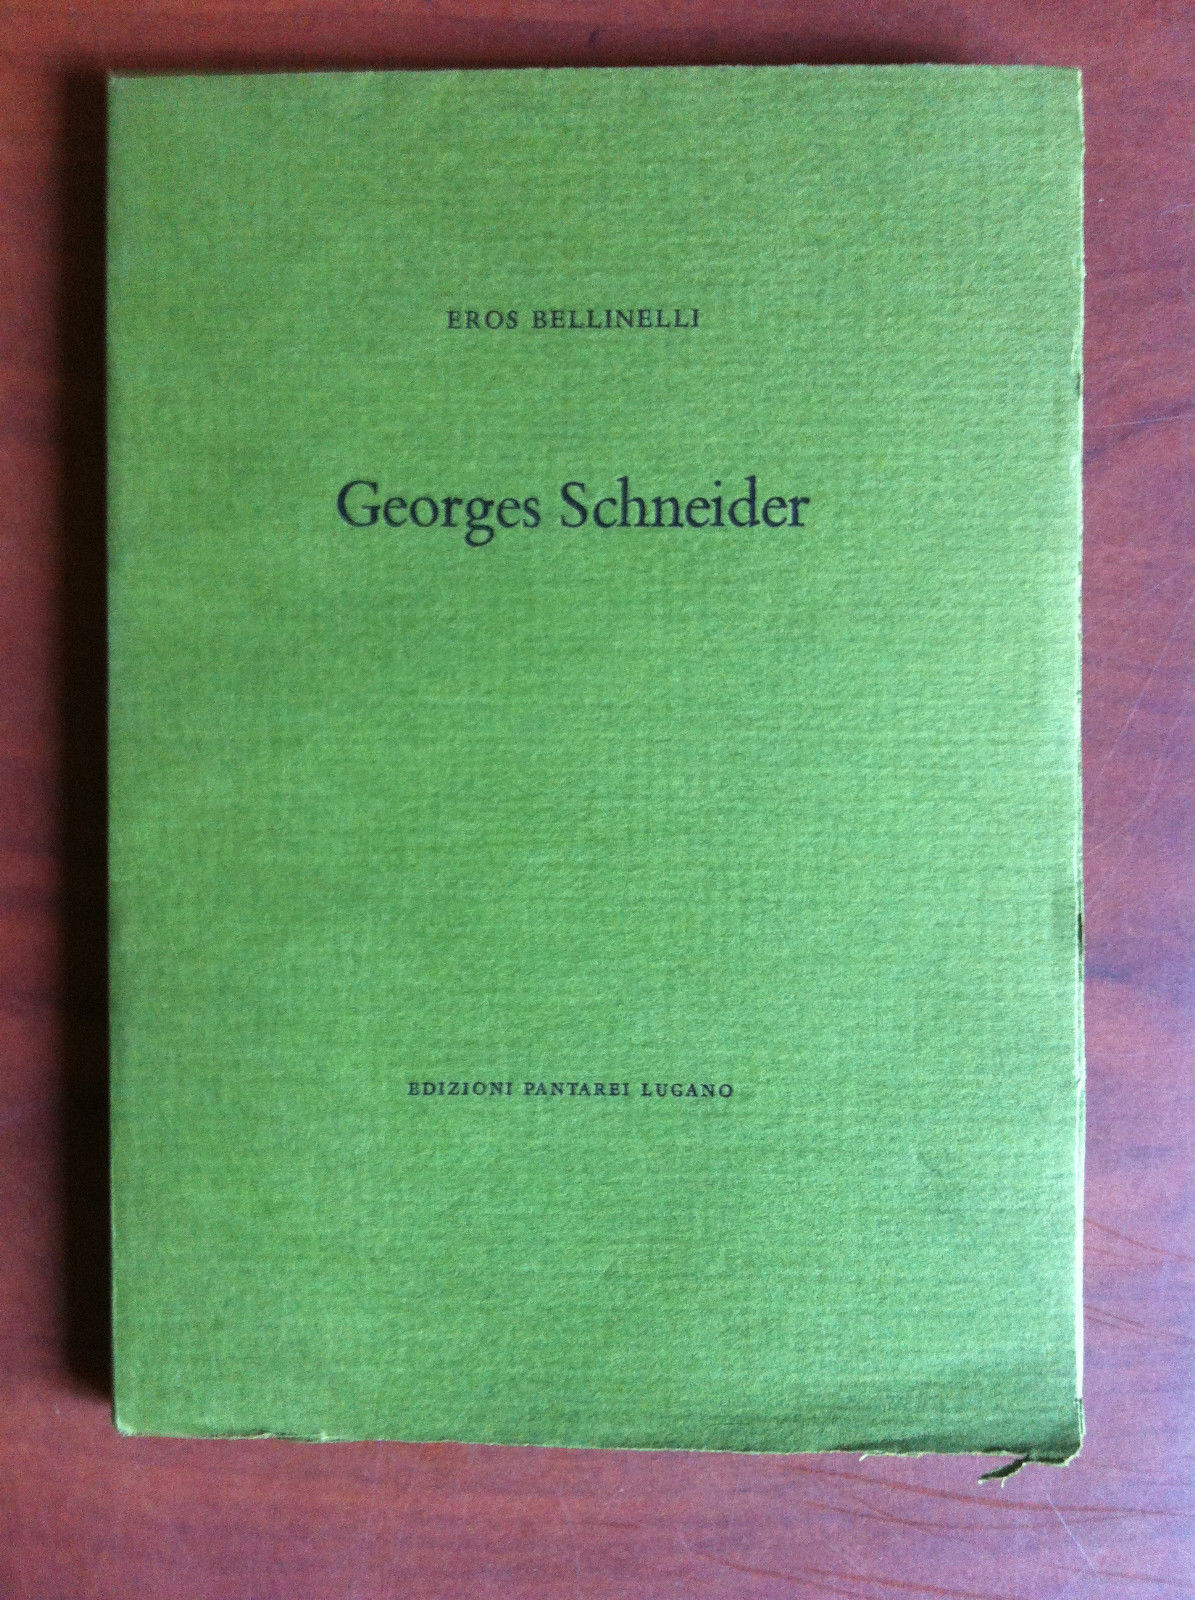 EROS BELLINELLI
Georges Schneider
EDIZIONI PANTAREI LUGANO